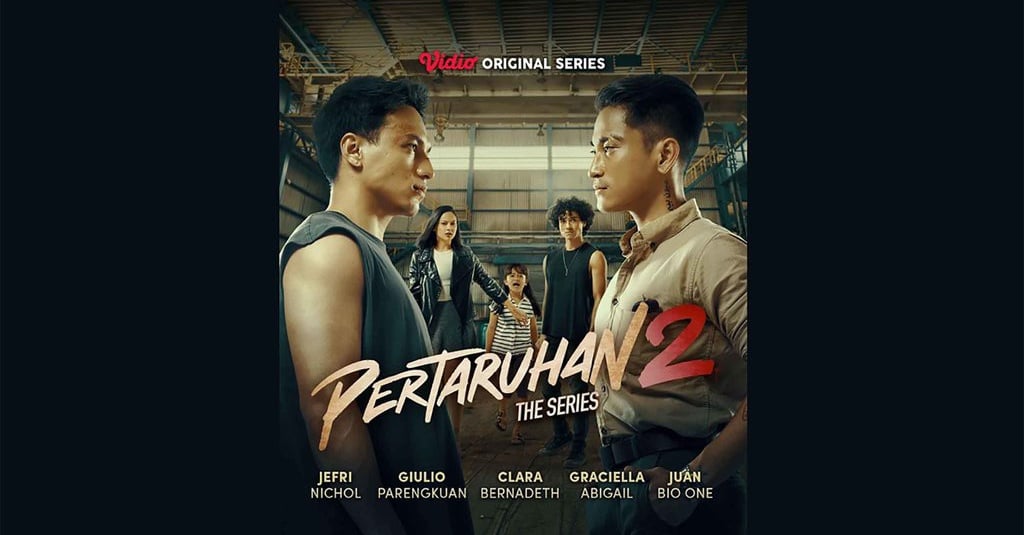 Vidio ORIGINAL SERIES
PERTARUHAN 2
THE SERIES
JEFRI NICHOL
GIULIO PARENGKUAN
CLARA BERNADETH
GRACIELLA ABIGAIL
JUAN BIO ONE